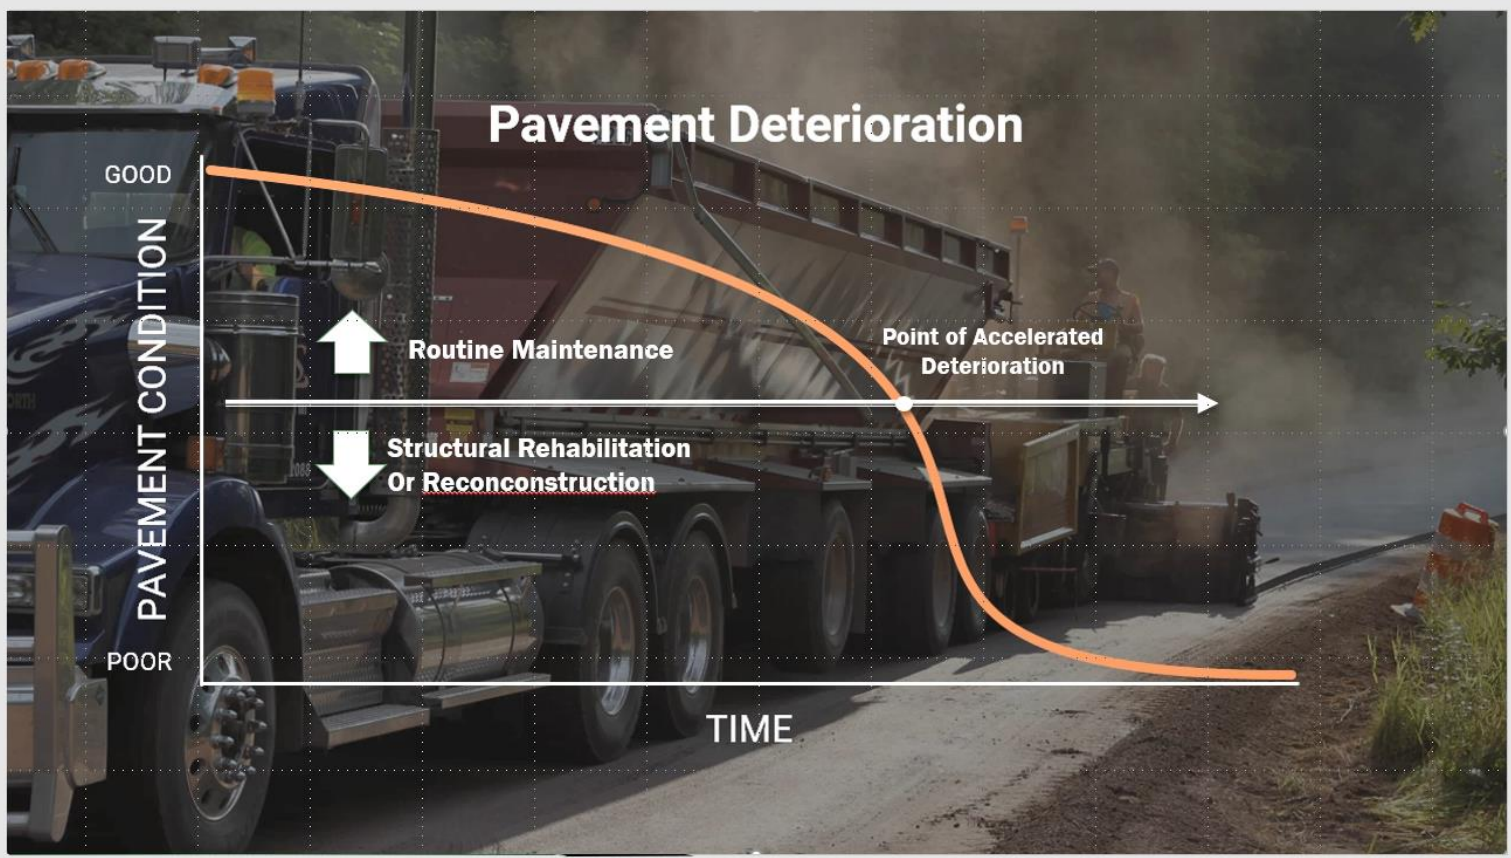 Pavement Deterioration
GOOD
PAVEMENT CONDITION
Point of Accelerated
Deterioration
Routine Maintenance
Structural Rehabilitation
Or Reconconstruction
POOR
TIME